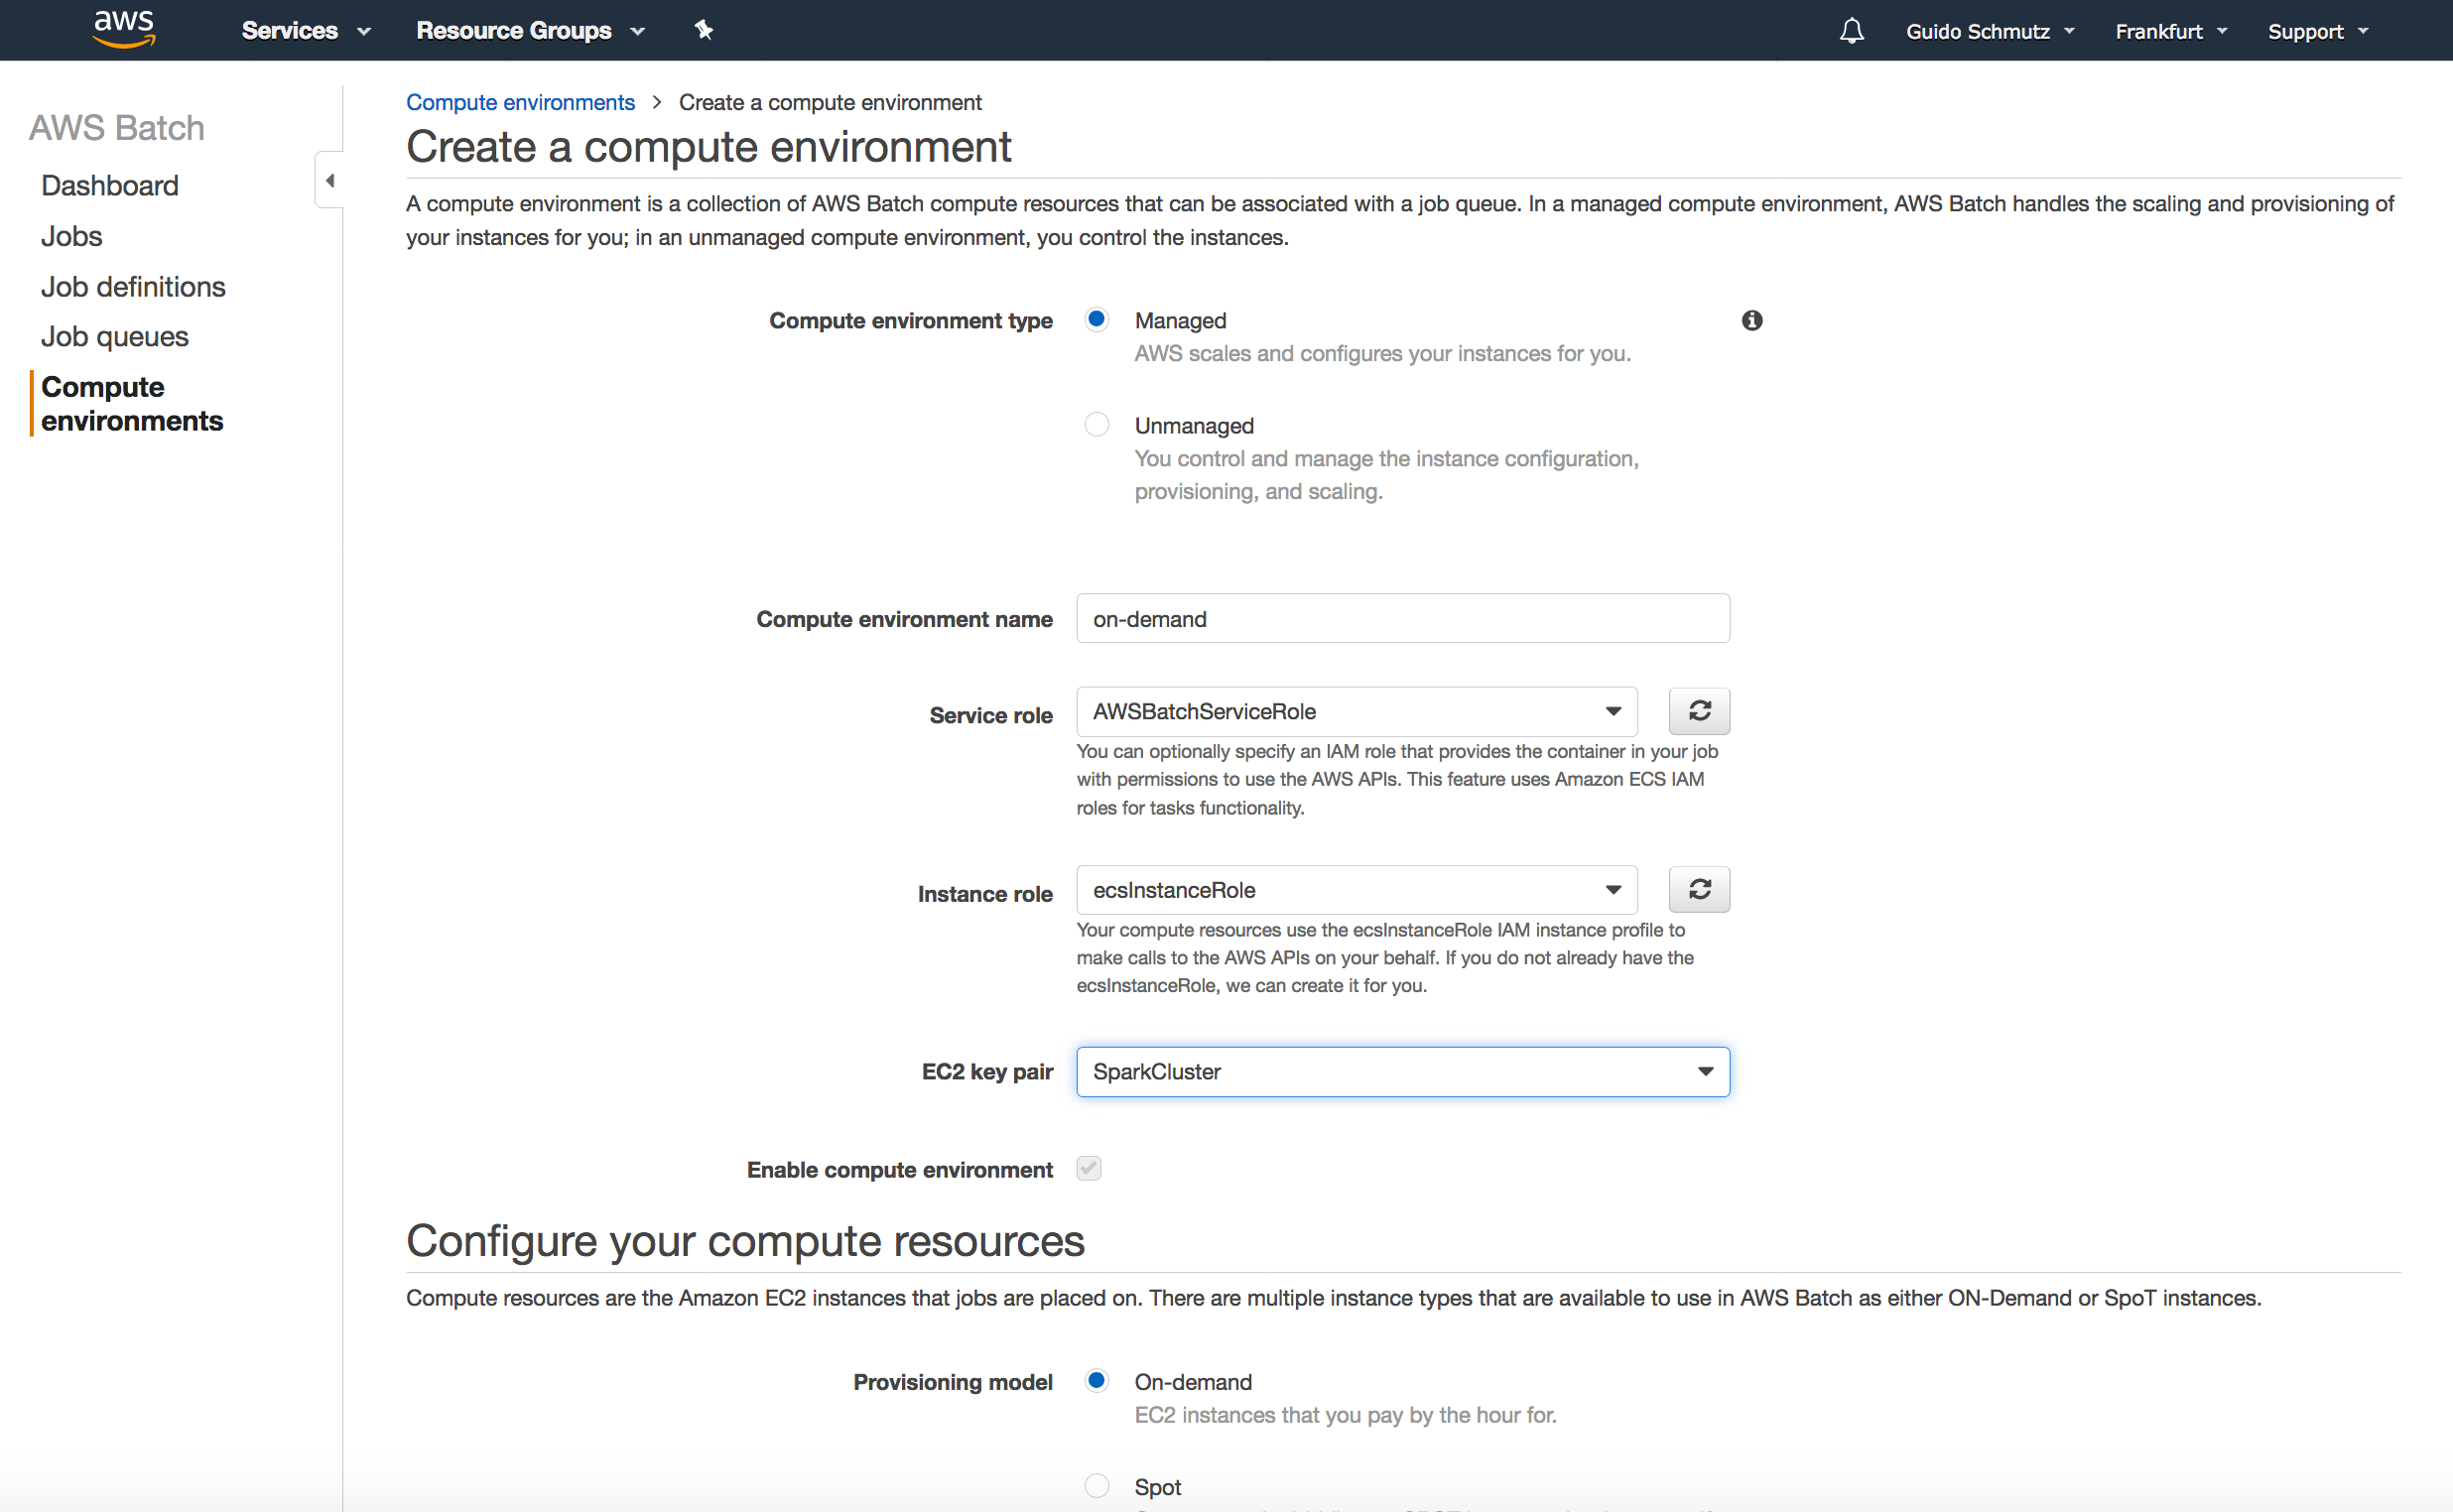 aws Services Resource Groups Guido Schmutz Frankfurt Support
AWS Batch
Dashboard
Jobs
Job definitions
Job queues
Compute
environments
Compute environments > Create a compute environment
Create a compute environment
A compute environment is a collection of AWS Batch compute resources that can be associated with a job queue. In a managed compute environment, AWS Batch handles the scaling and provisioning of
your instances for you; in an unmanaged compute environment, you control the instances.
Compute environment type Managed
AWS scales and configures your instances for you.
Unmanaged
You control and manage the instance configuration,
provisioning, and scaling.
Compute environment name on-demand
Service role AWSBatchServiceRole
You can optionally specify an IAM role that provides the container in your job
with permissions to use the AWS APIs. This feature uses Amazon ECS IAM
roles for tasks functionality.
Instance role ecsInstanceRole
Your compute resources use the ecsInstanceRole IAM instance profile to
make calls to the AWS APIs on your behalf. If you do not already have the
ecsInstanceRole, we can create it for you.
EC2 key pair SparkCluster
Enable compute environment
Configure your compute resources
Compute resources are the Amazon EC2 instances that jobs are placed on. There are multiple instance types that are available to use in AWS Batch as either ON-Demand or SpoT instances.
Provisioning model On-demand
EC2 instances that you pay by the hour for.
Spot